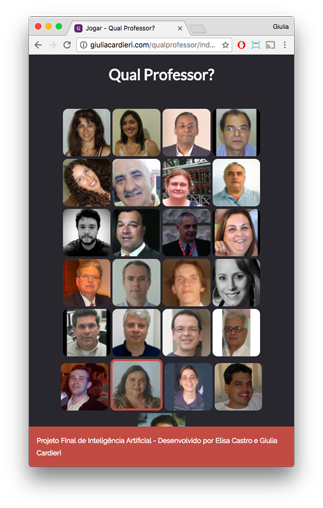 Jogar - Qual Professor?
Giulia
giuliacardieri.com/qualprofessor/ind...
Qual Professor?
Projeto Final de Inteligência Artificial - Desenvolvido por Elisa Castro e Giulia
Cardieri